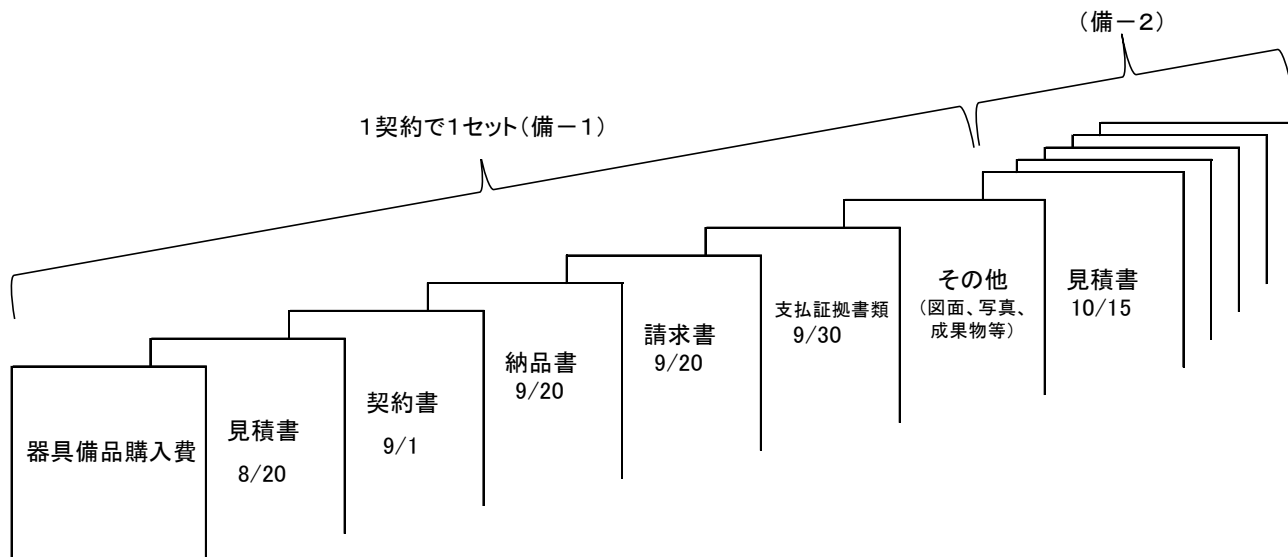 (備－2)
1契約で1セット(備－1)
器具備品購入費
見積書
8/20
契約書
9/1
納品書
9/20
請求書
9/20
支払証拠書類
9/30
その他
(図面、写真、
成果物等)
見積書
10/15